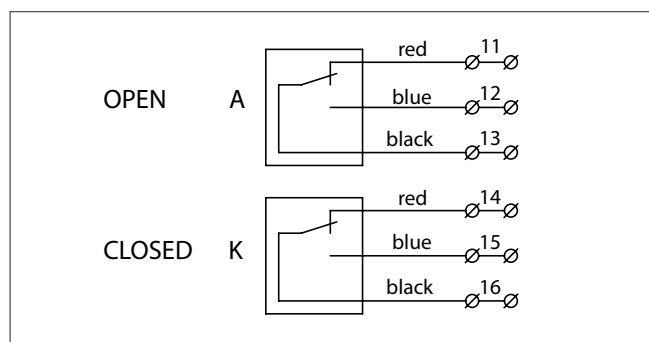 red 11
OPEN A blue 12
black 13
red 14
CLOSED K blue 15
black 16